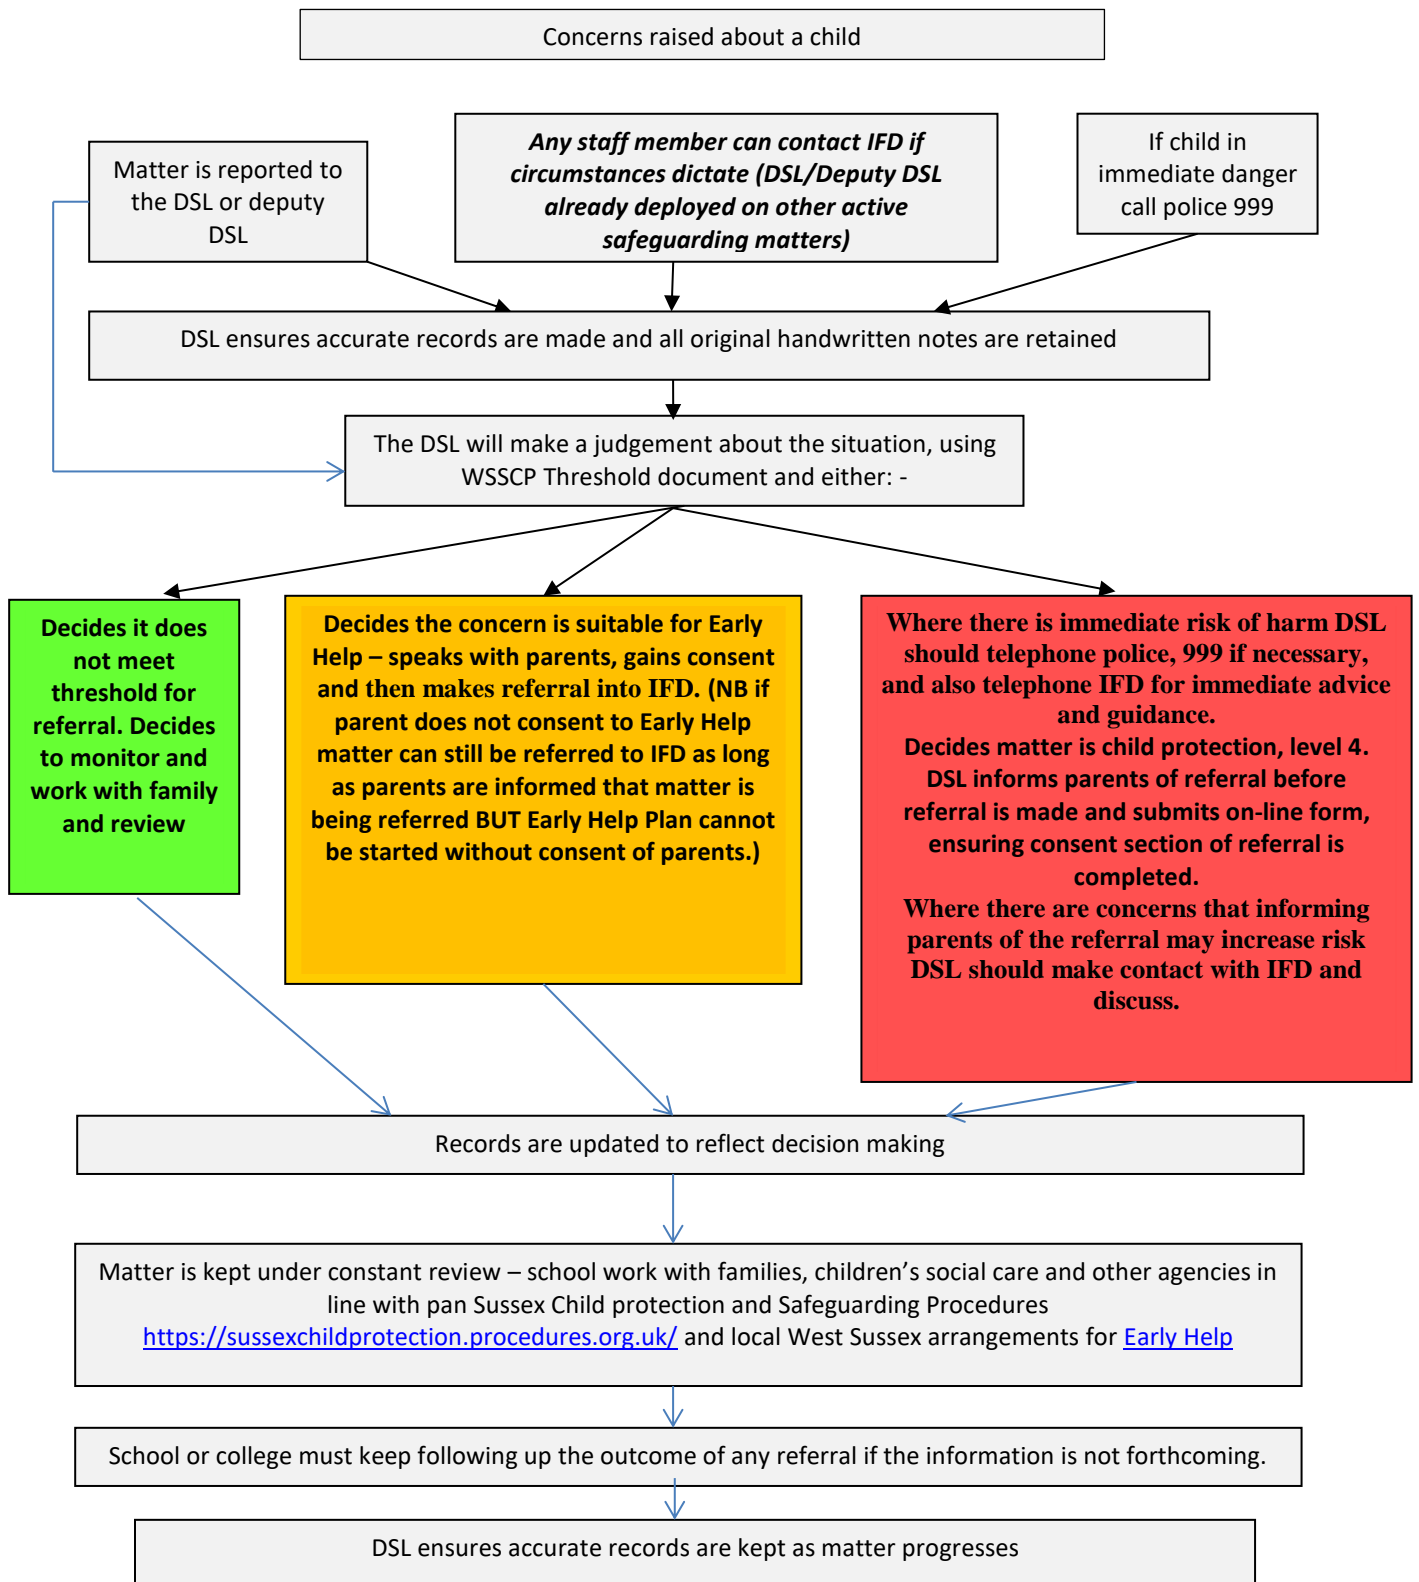 Concerns raised about a child
Matter is reported to
the DSL or deputy
DSL
Any staff member can contact IFD if
circumstances dictate (DSL/Deputy DSL
already deployed on other active
safeguarding matters)
If child in
immediate danger
call police 999
DSL ensures accurate records are made and all original handwritten notes are retained
The DSL will make a judgement about the situation, using
WSSCP Threshold document and either: -
Decides it does
not meet
threshold for
referral. Decides
to monitor and
work with family
and review
Decides the concern is suitable for Early
Help – speaks with parents, gains consent
and then makes referral into IFD. (NB if
parent does not consent to Early Help
matter can still be referred to IFD as long
as parents are informed that matter is
being referred BUT Early Help Plan cannot
be started without consent of parents.)
Where there is immediate risk of harm DSL
should telephone police, 999 if necessary,
and also telephone IFD for immediate advice
and guidance.
Decides matter is child protection, level 4.
DSL informs parents of referral before
referral is made and submits on-line form,
ensuring consent section of referral is
completed.
Where there are concerns that informing
parents of the referral may increase risk
DSL should make contact with IFD and
discuss.
Records are updated to reflect decision making
Matter is kept under constant review – school work with families, children’s social care and other agencies in
line with pan Sussex Child protection and Safeguarding Procedures
https://sussexchildprotection.procedures.org.uk/ and local West Sussex arrangements for Early Help
School or college must keep following up the outcome of any referral if the information is not forthcoming.
DSL ensures accurate records are kept as matter progresses